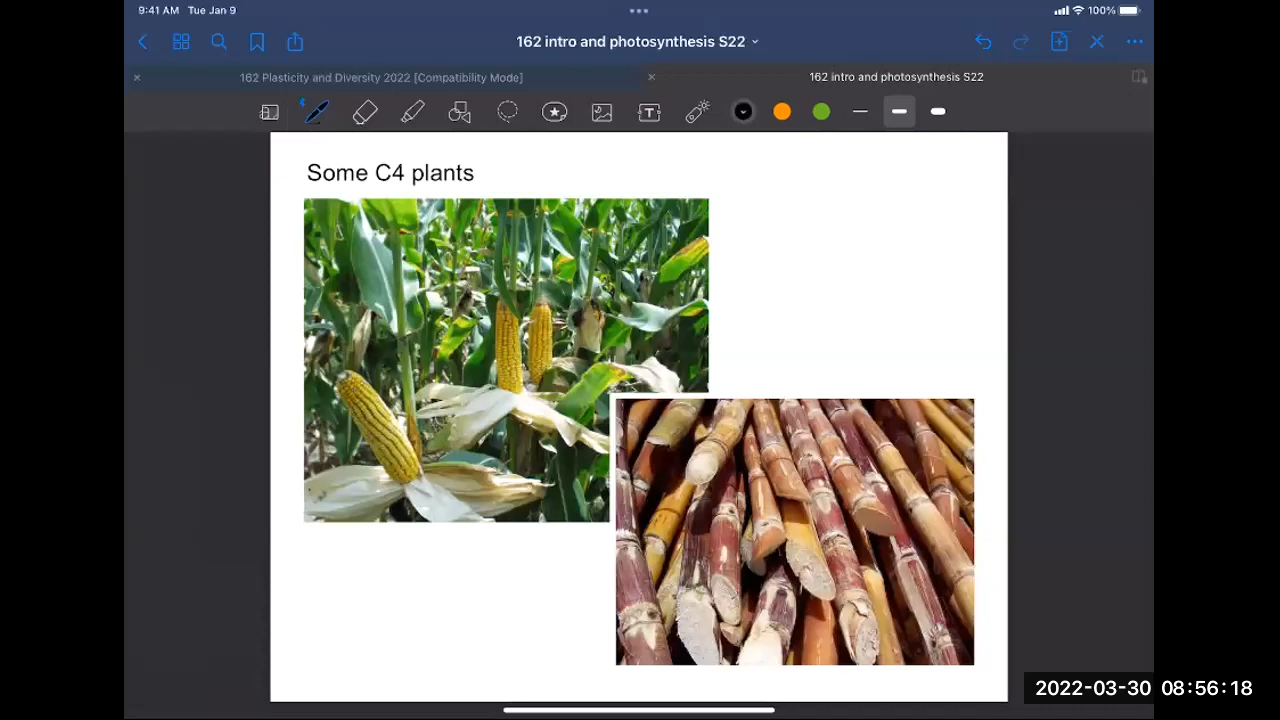 9:41 AM Tue Jan 9
100%
162 intro and photosynthesis S22
162 Plasticity and Diversity 2022 [Compatibility Mode]
162 intro and photosynthesis S22
T
Some C4 plants
2022-03-30 08:56:18